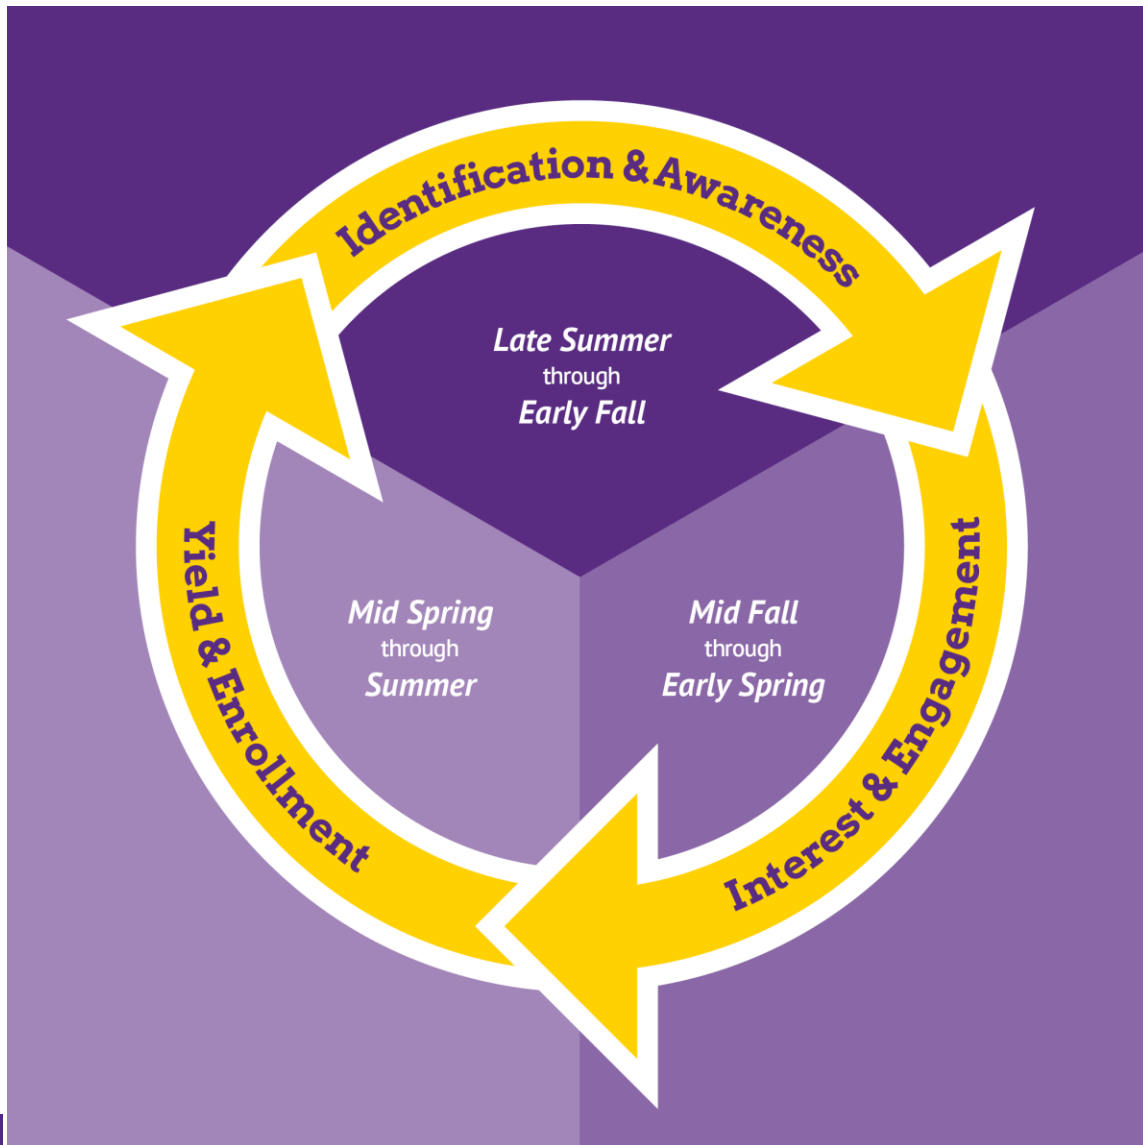 Identification & Awareness
Late Summer
through
Early Fall
Interest & Engagement
Mid Fall
through
Early Spring
Yield & Enrollment
Mid Spring
through
Summer